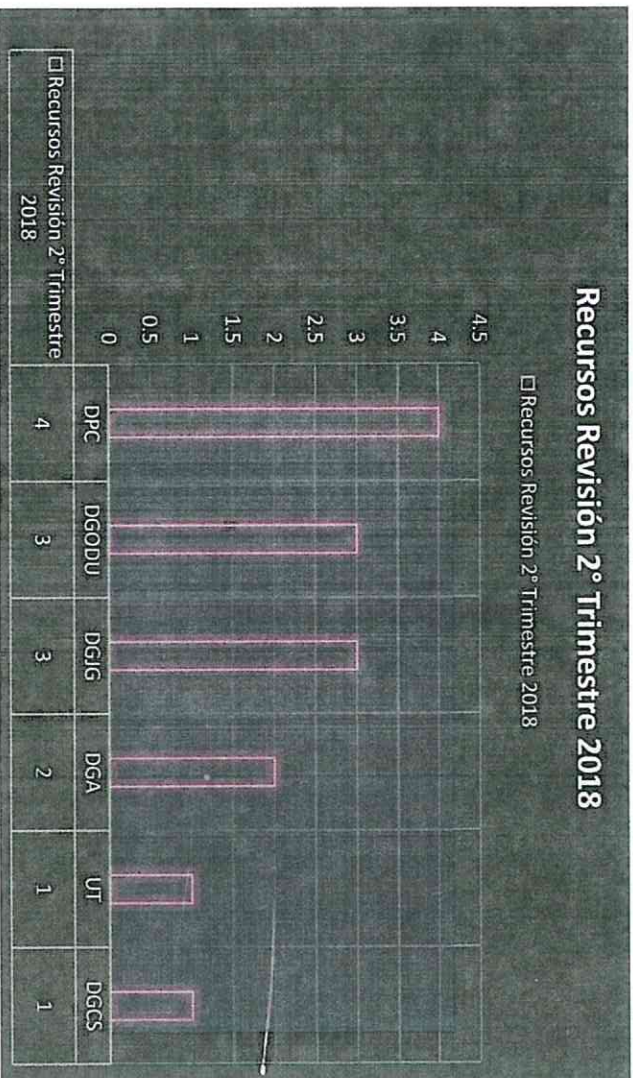 Recursos Revisión 2° Trimestre 2018
Recursos Revisión 2° Trimestre 2018
4.5
4
3.5
3
2.5
2
1.5
1
0.5
0
DPC DGODU DGJG DGA UT DGCS
Recursos Revisión 2° Trimestre
2018
4 3 3 2 1 1